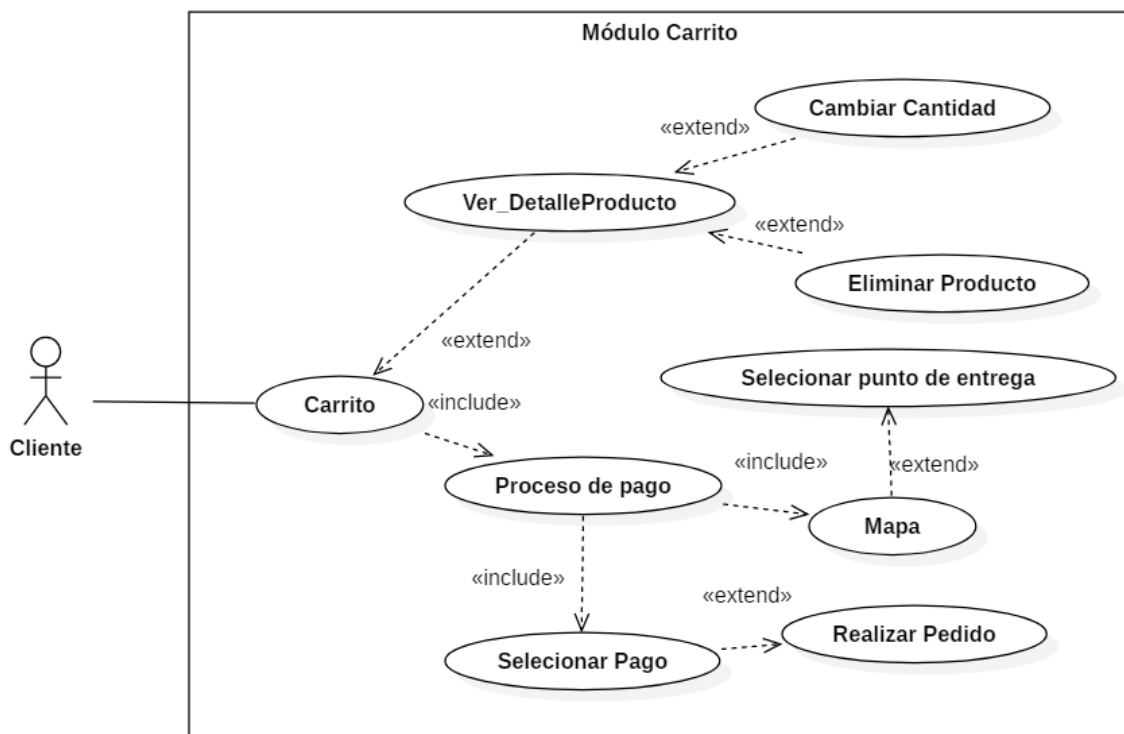 Módulo Carrito
Cambiar Cantidad
«extend»
Ver_DetalleProducto
«extend»
Eliminar Producto
«extend»
Selecionar punto de entrega
Carrito
«include»
Cliente
«include»
«extend»
Proceso de pago
Mapa
«include»
«extend»
Realizar Pedido
Selecionar Pago